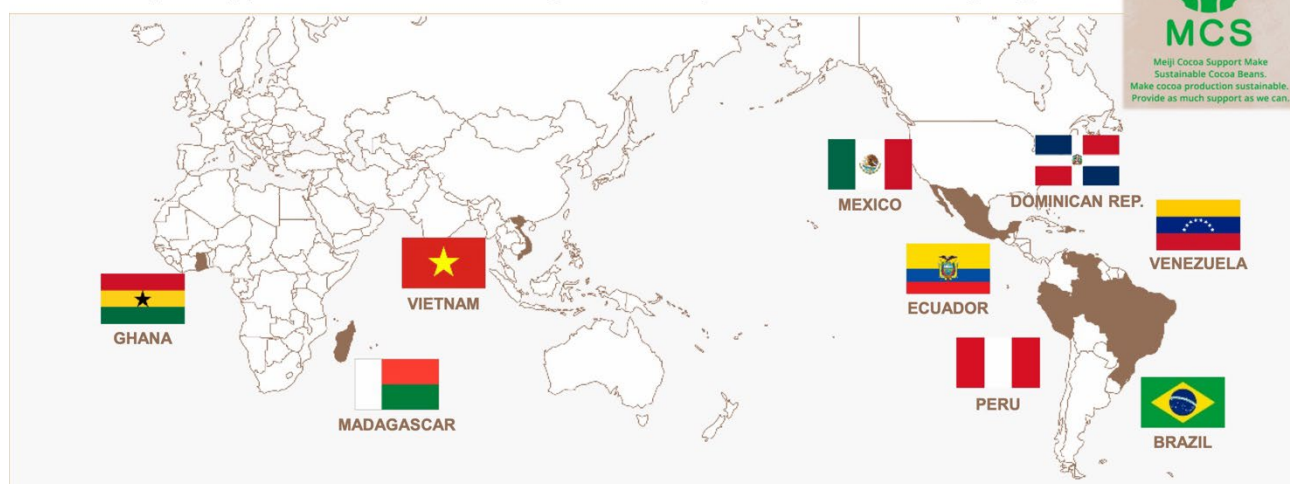 MCS
Meiji Cocoa Support Make
Sustainable Cocoa Beans.
Make cocoa production sustainable.
Provide as much support as we can.
MEXICO
DOMINICAN REP.
VENEZUELA
VIETNAM
ECUADOR
GHANA
PERU
MADAGASCAR
BRAZIL